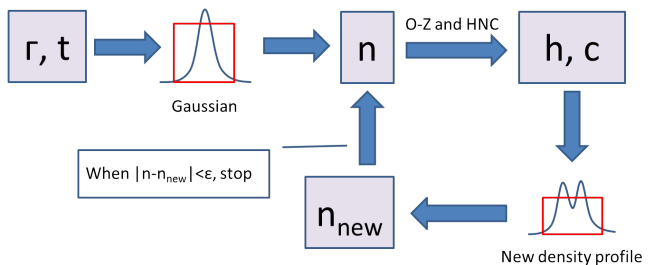 r, t
Gaussian
n
O-Z and HNC
h, c
When |n-nnew|<ε, stop
nnew
New density profile